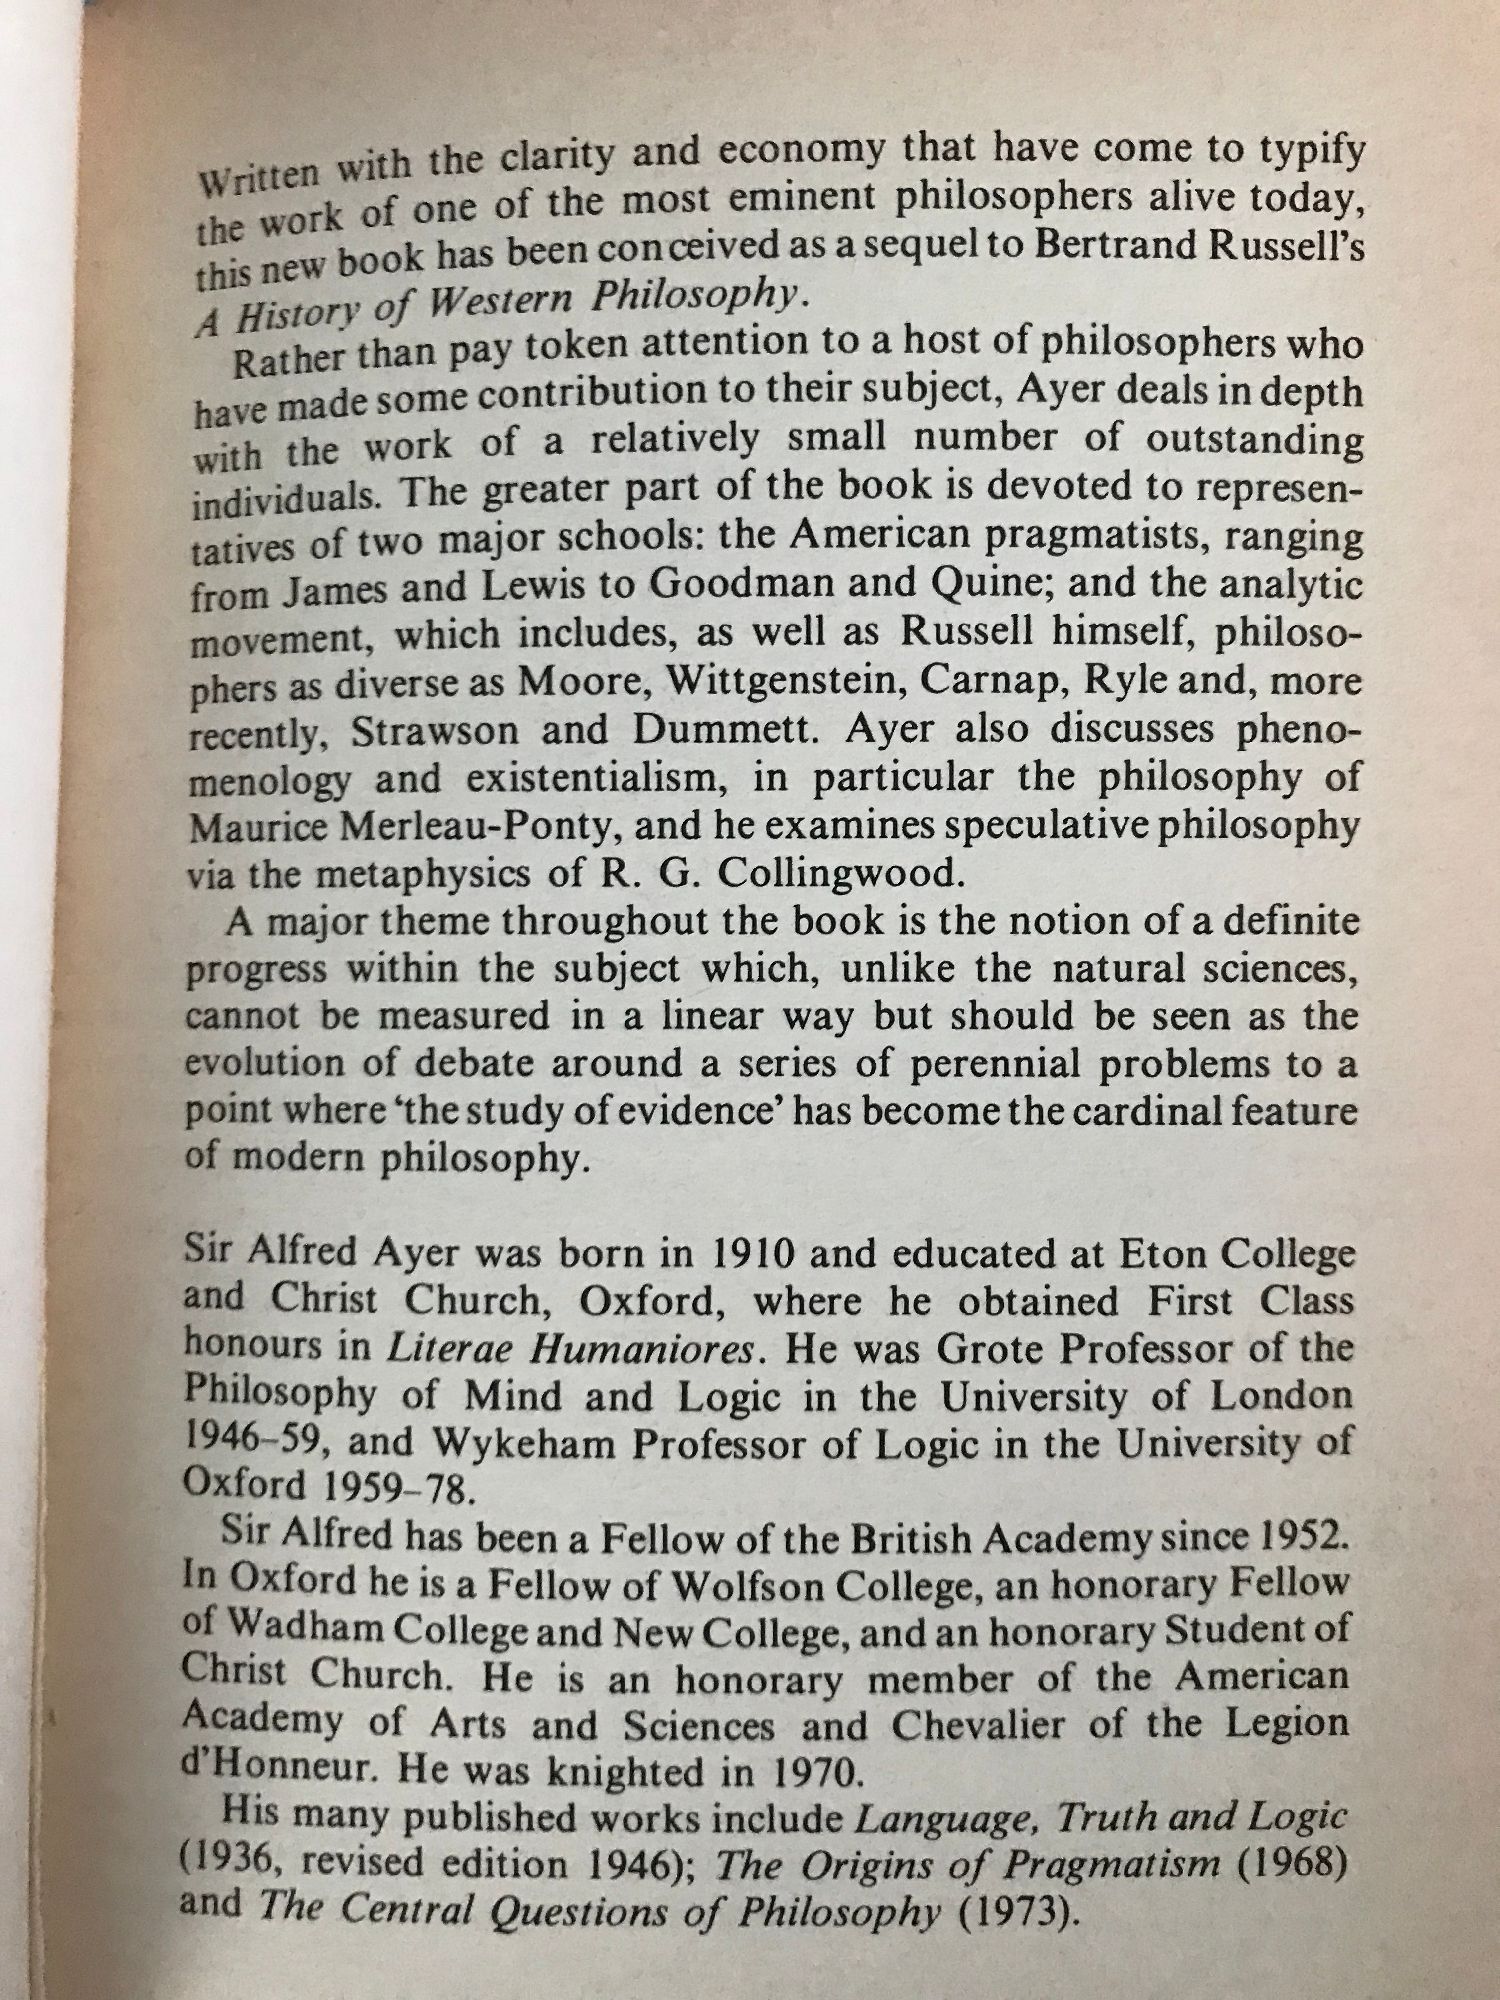 Written with the clarity and economy that have come to typify
the work of one of the most eminent philosophers alive today,
this new book has been conceived as a sequel to Bertrand Russell's
A History of Western Philosophy.
Rather than pay token attention to a host of philosophers who
have made some contribution to their subject, Ayer deals in depth
with the work of a relatively small number of outstanding
individuals. The greater part of the book is devoted to represen-
tatives of two major schools: the American pragmatists, ranging
from James and Lewis to Goodman and Quine; and the analytic
movement, which includes, as well as Russell himself, philoso-
phers as diverse as Moore, Wittgenstein, Carnap, Ryle and, more
recently, Strawson and Dummett. Ayer also discusses pheno-
menology and existentialism, in particular the philosophy of
Maurice Merleau-Ponty, and he examines speculative philosophy
via the metaphysics of R. G. Collingwood.
A major theme throughout the book is the notion of a definite
progress within the subject which, unlike the natural sciences,
cannot be measured in a linear way but should be seen as the
evolution of debate around a series of perennial problems to a
point where 'the study of evidence' has become the cardinal feature
of modern philosophy.
Sir Alfred Ayer was born in 1910 and educated at Eton College
and Christ Church, Oxford, where he obtained First Class
honours in Literae Humaniores. He was Grote Professor of the
Philosophy of Mind and Logic in the University of London
1946–59, and Wykeham Professor of Logic in the University of
Oxford 1959–78.
Sir Alfred has been a Fellow of the British Academy since 1952.
In Oxford he is a Fellow of Wolfson College, an honorary Fellow
of Wadham College and New College, and an honorary Student of
Christ Church. He is an honorary member of the American
Academy of Arts and Sciences and Chevalier of the Legion
d'Honneur. He was knighted in 1970.
His many published works include Language, Truth and Logic
(1936, revised edition 1946); The Origins of Pragmatism (1968)
and The Central Questions of Philosophy (1973).